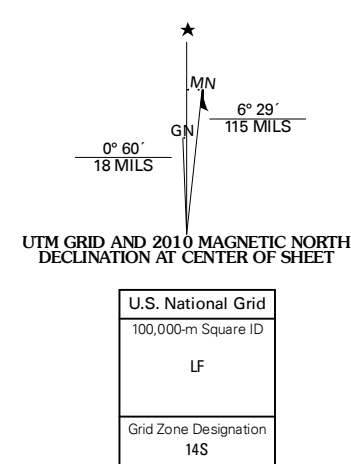 ★
MN
GN
6° 29´
115 MILS
0° 60´
18 MILS
UTM GRID AND 2010 MAGNETIC NORTH
DECLINATION AT CENTER OF SHEET
U.S. National Grid
100,000-m Square ID
LF
Grid Zone Designation
14S